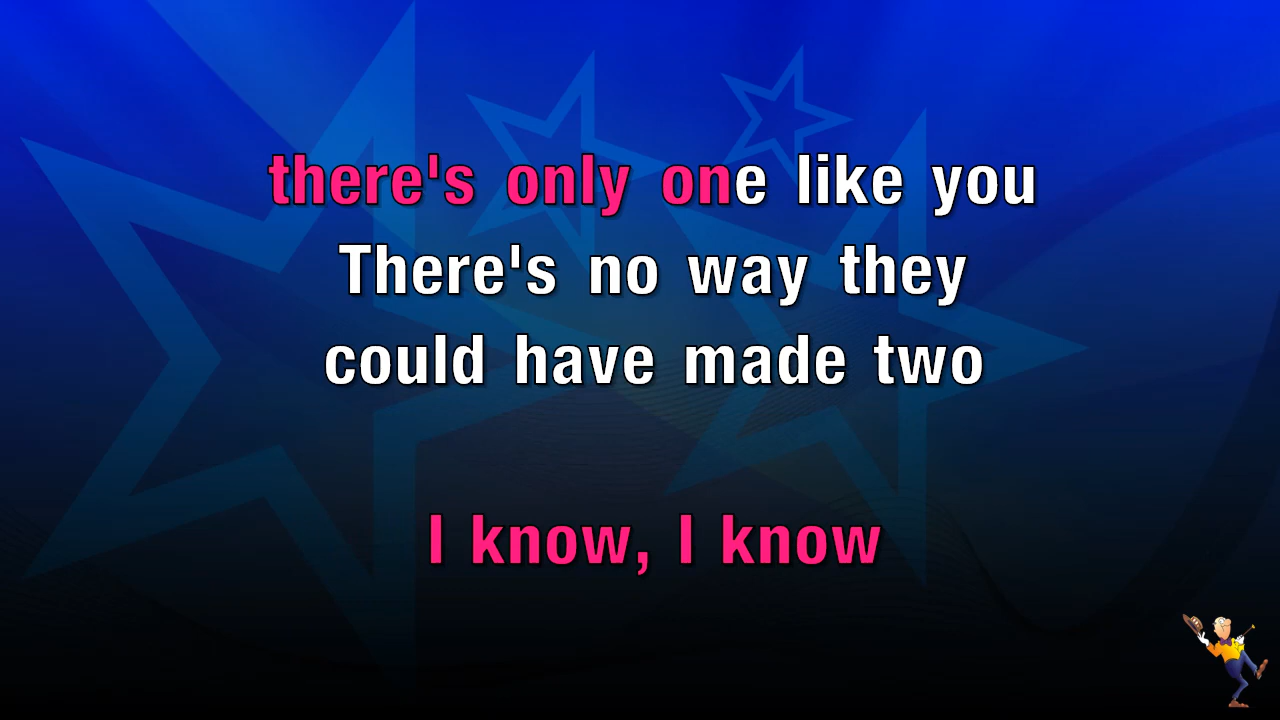 there's only one like you
There's no way they
could have made two
I know, I know